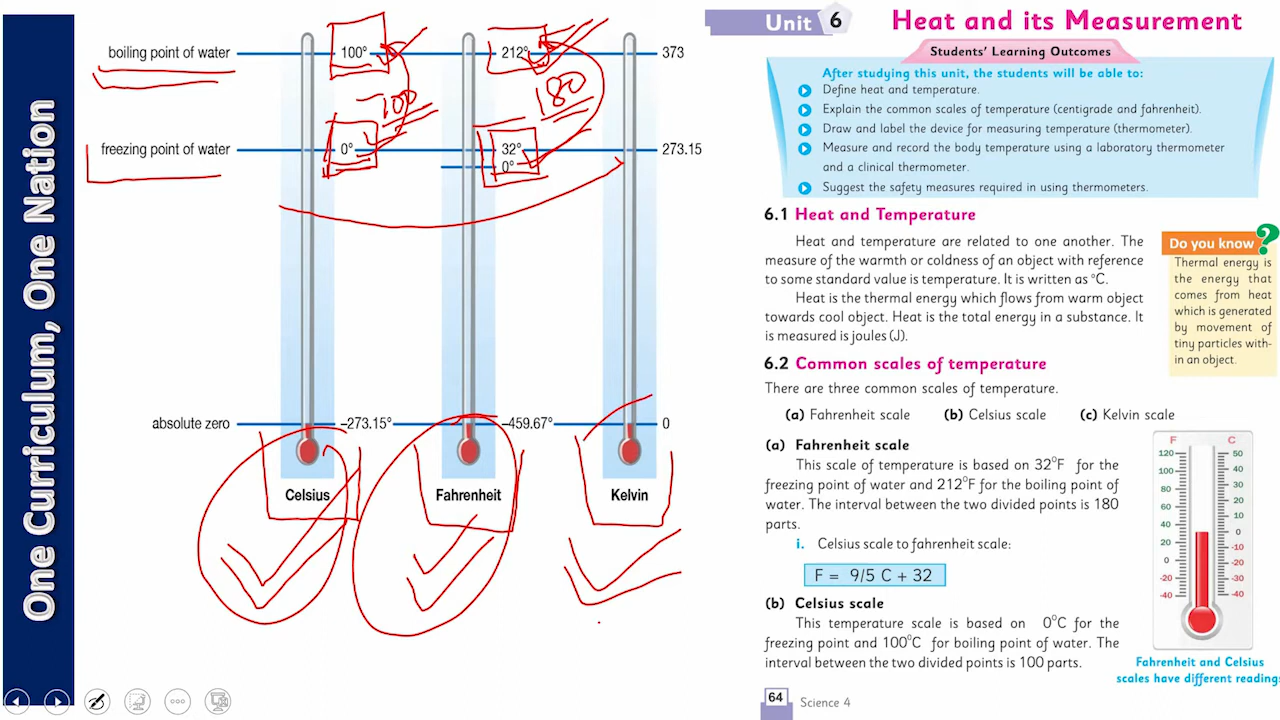 One Curriculum, One Nation
boiling point of water
100°
212°
373
100
180
freezing point of water
0°
32°
273.15
0°
absolute zero
–273.15°
–459.67°
0
Celsius
Fahrenheit
Kelvin
Unit 6
Heat and its Measurement
Students' Learning Outcomes
After studying this unit, the students will be able to:
Define heat and temperature.
Explain the common scales of temperature (centigrade and fahrenheit).
Draw and label the device for measuring temperature (thermometer).
Measure and record the body temperature using a laboratory thermometer
and a clinical thermometer.
Suggest the safety measures required in using thermometers.
6.1 Heat and Temperature
Heat and temperature are related to one another. The
measure of the warmth or coldness of an object with reference
to some standard value is temperature. It is written as °C.
Heat is the thermal energy which flows from warm object
towards cool object. Heat is the total energy in a substance. It
is measured is joules (J).
Do you know ?
Thermal energy is
the energy that
comes from heat
which is generated
by movement of
tiny particles with-
in an object.
6.2 Common scales of temperature
There are three common scales of temperature.
(a) Fahrenheit scale (b) Celsius scale (c) Kelvin scale
(a) Fahrenheit scale
This scale of temperature is based on 32°F for the
freezing point of water and 212°F for the boiling point of
water. The interval between the two divided points is 180
parts.
i. Celsius scale to fahrenheit scale:
F = 9/5 C + 32
(b) Celsius scale
This temperature scale is based on 0°C for the
freezing point and 100°C for boiling point of water. The
interval between the two divided points is 100 parts.
F C
120 50
100 40
80 30
60 20
40 10
20 0
0 -10
-20 -20
-40 -30
-40
Fahrenheit and Celsius
scales have different reading
64 Science 4